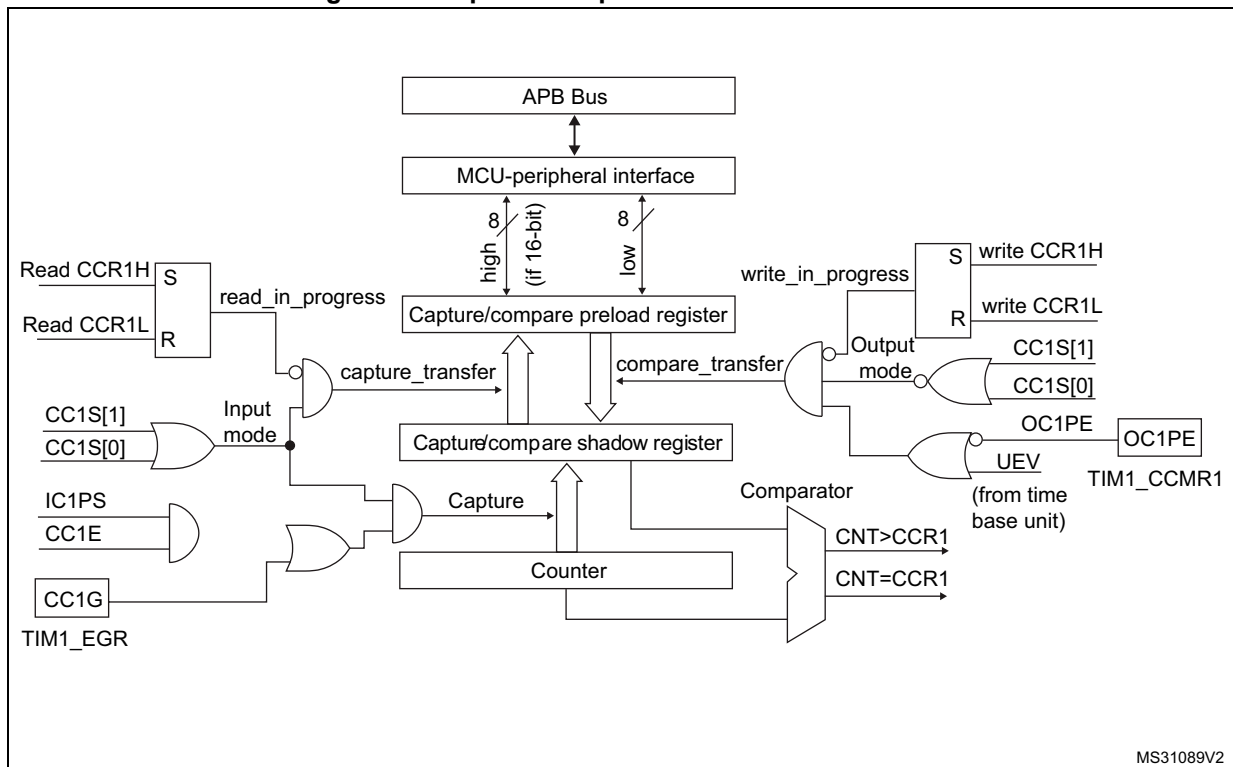 APB Bus
MCU-peripheral interface
8
high
(if 16-bit)
8
low
Read CCR1H
S
read_in_progress
Read CCR1L
R
write_in_progress
S
write CCR1H
R
write CCR1L
Capture/compare preload register
capture_transfer
compare_transfer
Output
mode
CC1S[1]
CC1S[0]
CC1S[1]
CC1S[0]
Input
mode
Capture/compare shadow register
OC1PE
OC1PE
UEV
(from time
base unit)
TIM1_CCMR1
IC1PS
CC1E
Capture
Comparator
CNT>CCR1
CNT=CCR1
Counter
CC1G
TIM1_EGR
MS31089V2